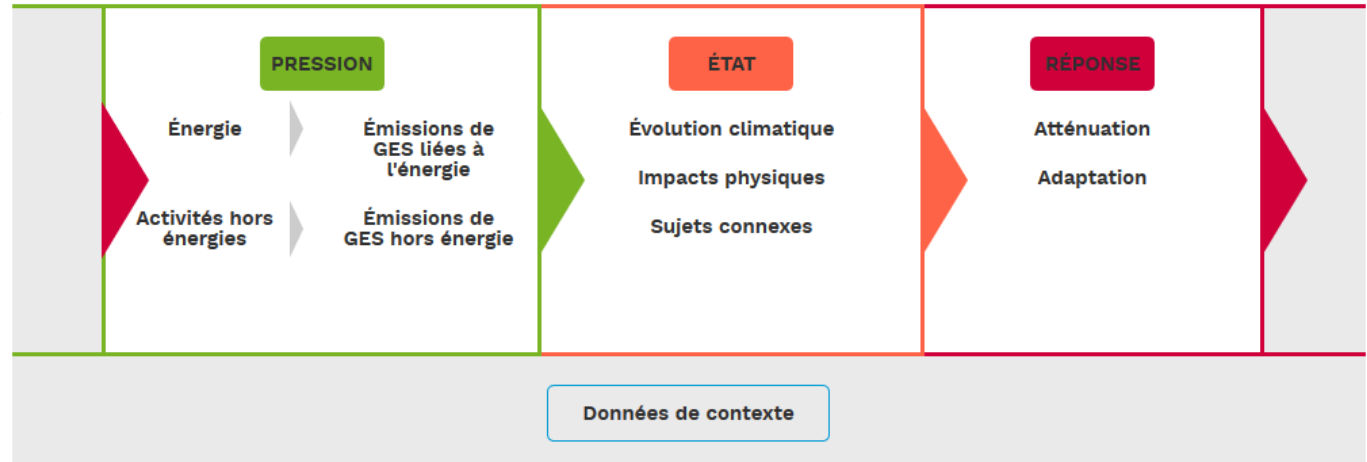 PRESSION
Énergie
Émissions de
GES liées à
l'énergie
Activités hors
énergies
Émissions de
GES hors énergie
ÉTAT
Évolution climatique
Impacts physiques
Sujets connexes
RÉPONSE
Atténuation
Adaptation
Données de contexte